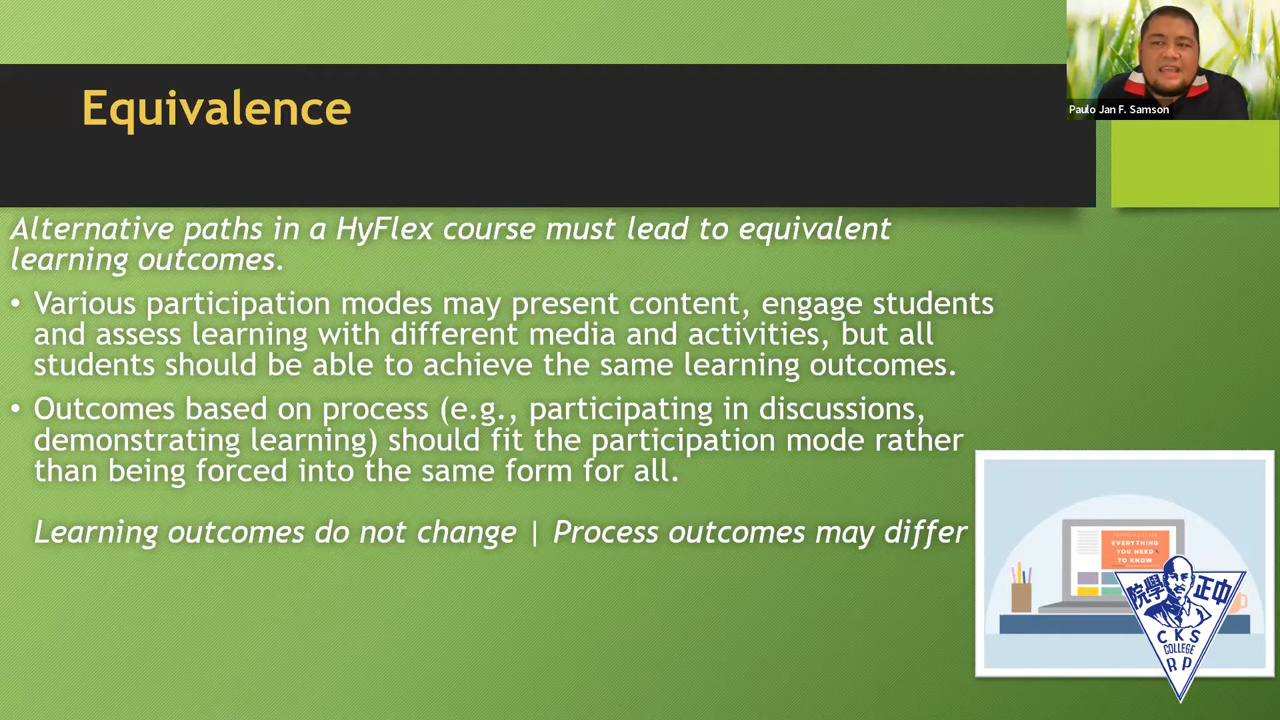 Equivalence
Paulo Jan F. Samson
Alternative paths in a HyFlex course must lead to equivalent
learning outcomes.
• Various participation modes may present content, engage students
and assess learning with different media and activities, but all
students should be able to achieve the same learning outcomes.
• Outcomes based on process (e.g., participating in discussions,
demonstrating learning) should fit the participation mode rather
than being forced into the same form for all.
Learning outcomes do not change | Process outcomes may differ
EVERYTHING
YOU NEED
TO KNOW
院學 正中
CKS
COLLEGE
RP